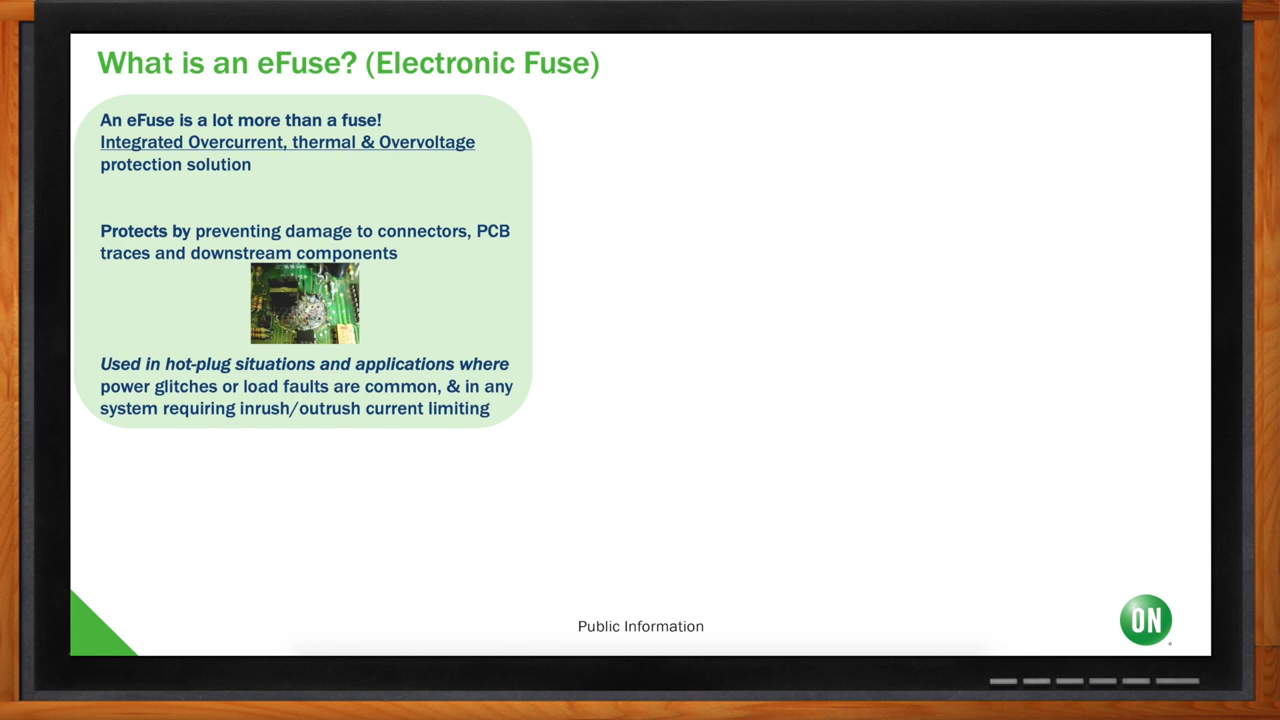 What is an eFuse? (Electronic Fuse)
An eFuse is a lot more than a fuse!
Integrated Overcurrent, thermal & Overvoltage
protection solution
Protects by preventing damage to connectors, PCB
traces and downstream components
Used in hot-plug situations and applications where
power glitches or load faults are common, & in any
system requiring inrush/outrush current limiting
Public Information
ON